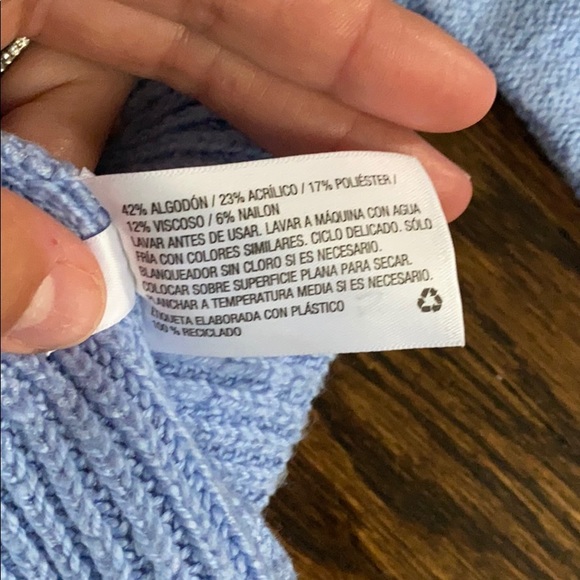 42% ALGODÓN / 23% ACRÍLICO / 17% POLIÉSTER /
12% VISCOSO / 6% NAILON
LAVAR ANTES DE USAR. LAVAR A MÁQUINA CON AGUA
FRÍA CON COLORES SIMILARES. CICLO DELICADO. SÓLO
BLANQUEADOR SIN CLORO SI ES NECESARIO.
COLOCAR SOBRE SUPERFICIE PLANA PARA SECAR.
PLANCHAR A TEMPERATURA MEDIA SI ES NECESARIO.
ETIQUETA ELABORADA CON PLÁSTICO
100 % RECICLADO